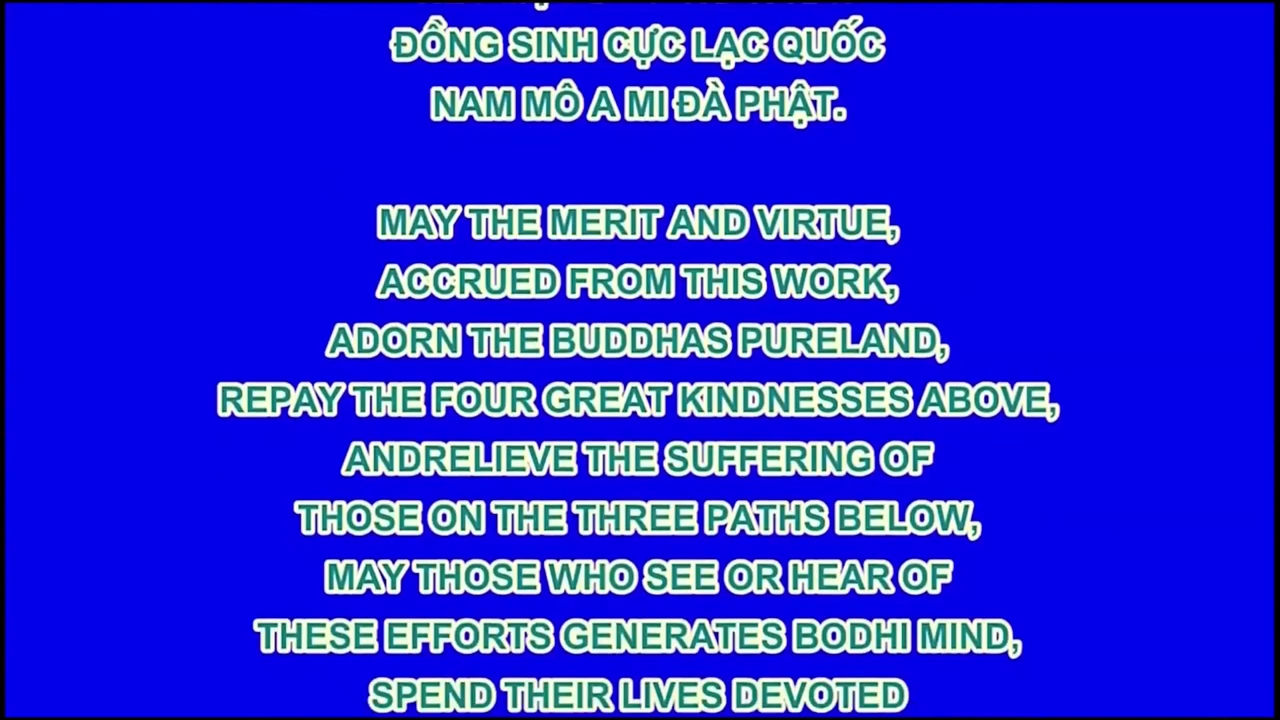 ĐỒNG SINH CỰC LẠC QUỐC
NAM MÔ A MI ĐÀ PHẬT.
MAY THE MERIT AND VIRTUE,
ACCRUED FROM THIS WORK,
ADORN THE BUDDHAS PURELAND,
REPAY THE FOUR GREAT KINDNESSES ABOVE,
ANDRELIEVE THE SUFFERING OF
THOSE ON THE THREE PATHS BELOW,
MAY THOSE WHO SEE OR HEAR OF
THESE EFFORTS GENERATES BODHI MIND,
SPEND THEIR LIVES DEVOTED